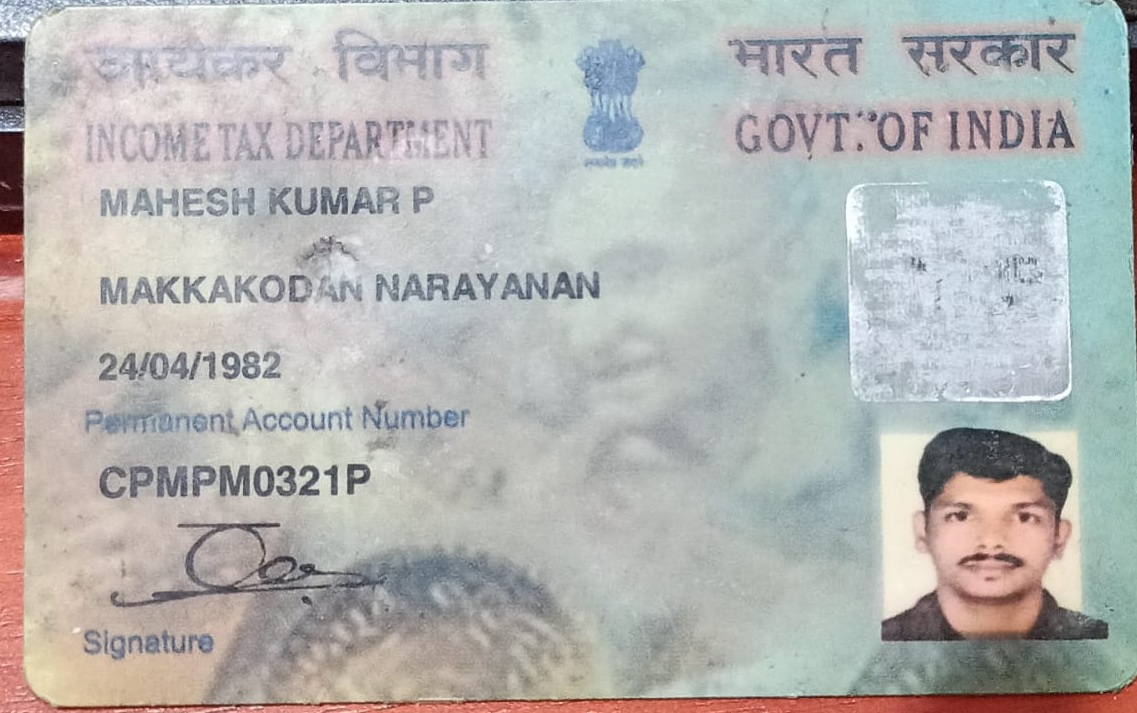 आयकर विभाग
भारत सरकार
INCOME TAX DEPARTMENT
GOVT. OF INDIA
MAHESH KUMAR P
MAKKAKODAN NARAYANAN
24/04/1982
Permanent Account Number
CPMPM0321P
Signature